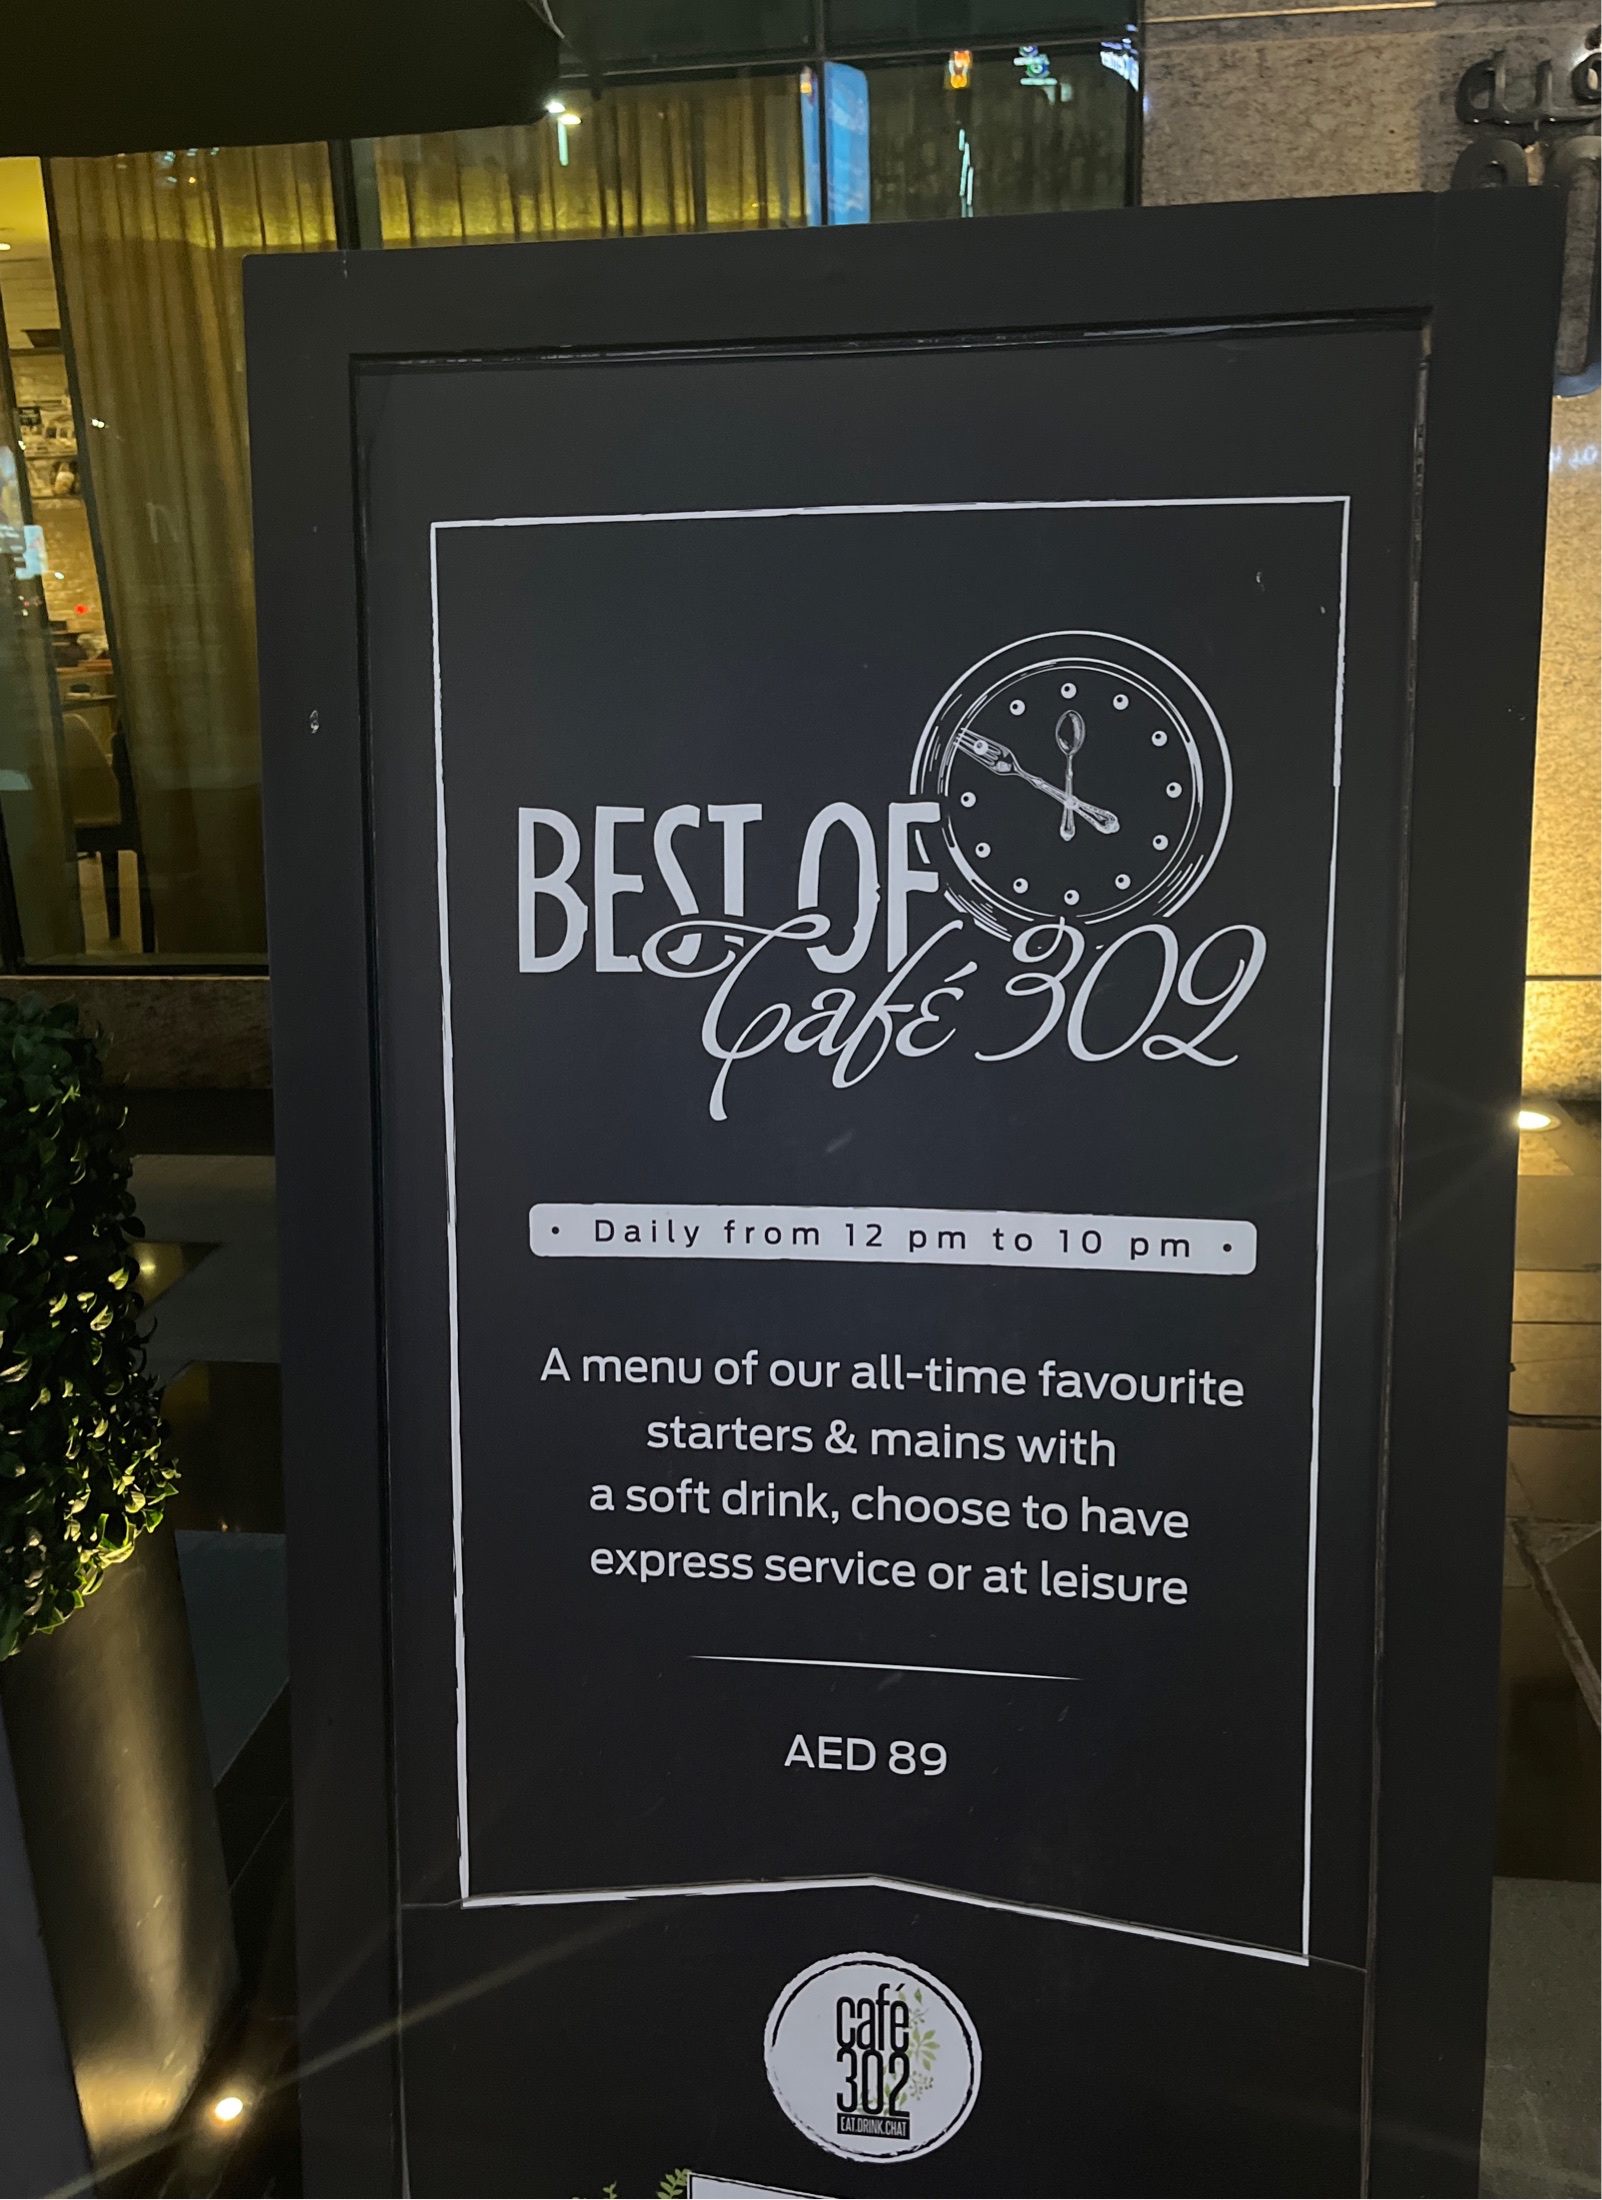 BEST OF
Café 302
• Daily from 12 pm to 10 pm •
A menu of our all-time favourite
starters & mains with
a soft drink, choose to have
express service or at leisure
AED 89
café
302
EAT.DRINK.CHAT